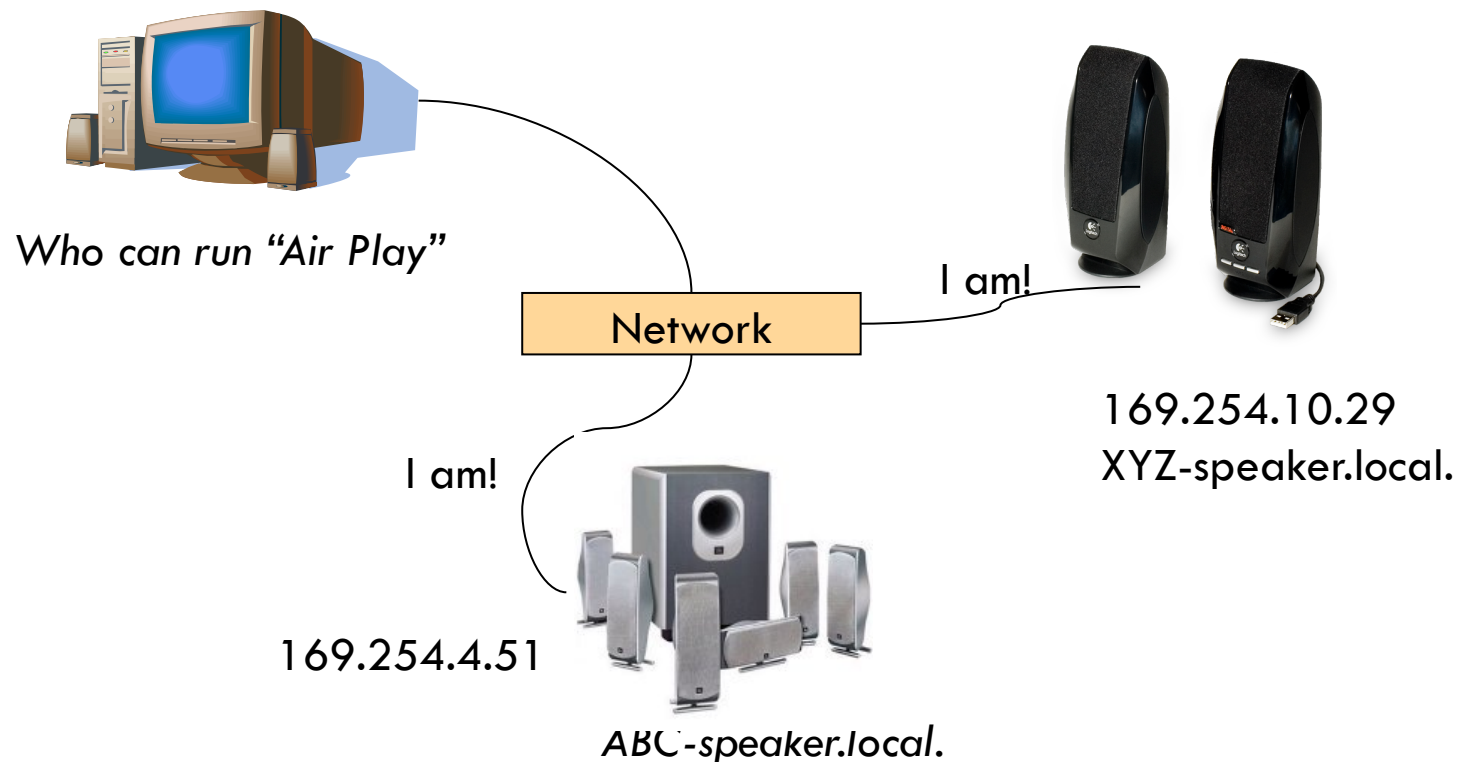 Who can run “Air Play”
I am!
Network
169.254.10.29
XYZ-speaker.local.
I am!
169.254.4.51
ABC-speaker.local.